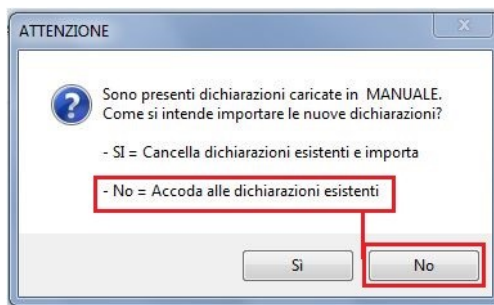 ATTENZIONE
Sono presenti dichiarazioni caricate in MANUALE.
Come si intende importare le nuove dichiarazioni?
- SI = Cancella dichiarazioni esistenti e importa
- No = Accoda alle dichiarazioni esistenti
Sì
No